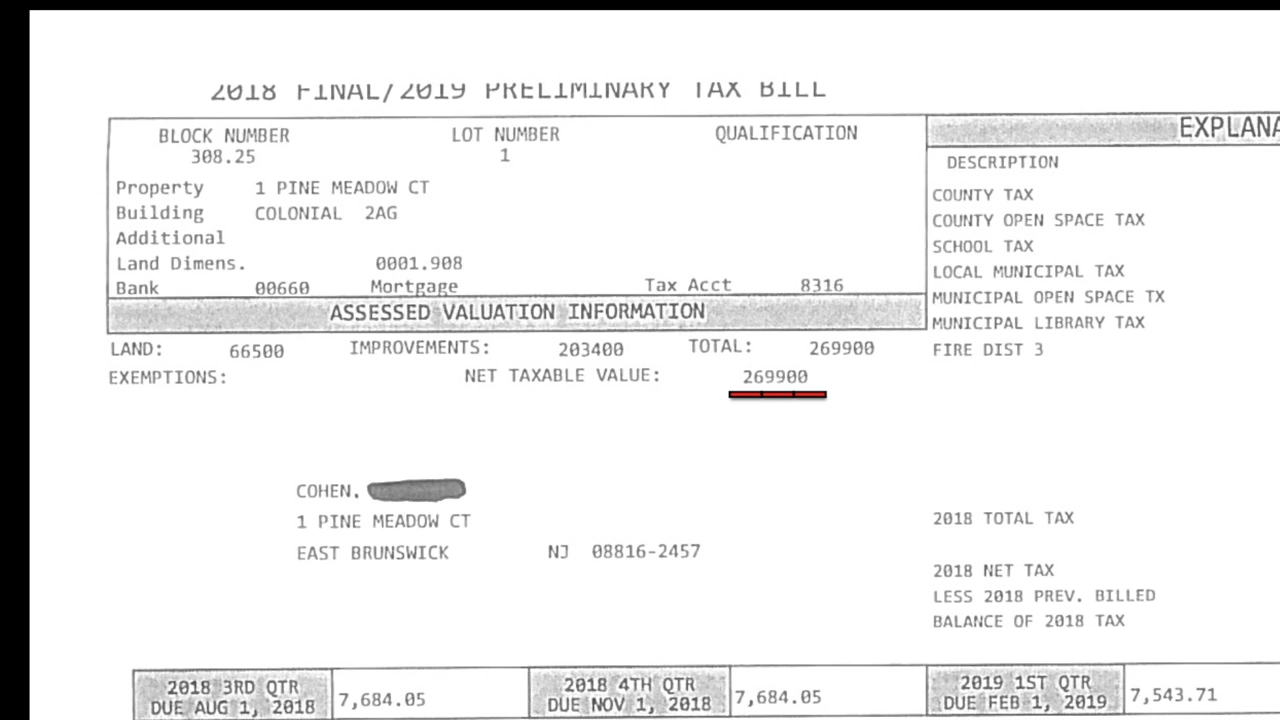 2018 FINAL/2019 PRELIMINARY TAX BILL
BLOCK NUMBER LOT NUMBER QUALIFICATION
308.25 1
Property 1 PINE MEADOW CT
Building COLONIAL 2AG
Additional
Land Dimens. 0001.908
Bank 00660 Mortgage Tax Acct 8316
ASSESSED VALUATION INFORMATION
LAND: 66500 IMPROVEMENTS: 203400 TOTAL: 269900
EXEMPTIONS: NET TAXABLE VALUE: 269900
COHEN.
1 PINE MEADOW CT
EAST BRUNSWICK NJ 08816-2457
EXPLANA
DESCRIPTION
COUNTY TAX
COUNTY OPEN SPACE TAX
SCHOOL TAX
LOCAL MUNICIPAL TAX
MUNICIPAL OPEN SPACE TX
MUNICIPAL LIBRARY TAX
FIRE DIST 3
2018 TOTAL TAX
2018 NET TAX
LESS 2018 PREV. BILLED
BALANCE OF 2018 TAX
2018 3RD QTR
DUE AUG 1, 2018 7,684.05
2018 4TH QTR
DUE NOV 1, 2018 7,684.05
2019 1ST QTR
DUE FEB 1, 2019 7,543.71